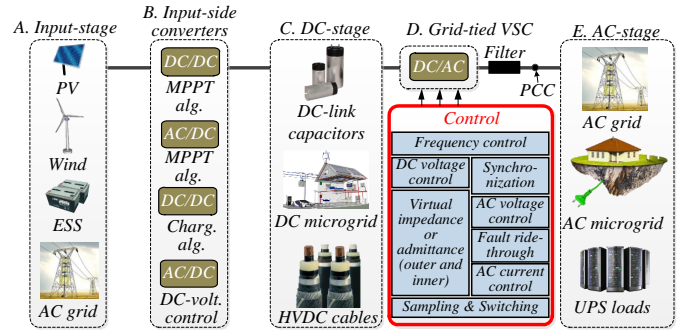 A. Input-stage
PV
Wind
ESS
AC grid
B. Input-side
converters
DC/DC
MPPT
alg.
AC/DC
MPPT
alg.
DC/DC
Charg.
alg.
AC/DC
DC-volt.
control
C. DC-stage
DC-link
capacitors
DC microgrid
HVDC cables
D. Grid-tied VSC
DC/AC
Filter
PCC
Control
Frequency control
DC voltage
control
Virtual
impedance
or
admittance
(outer and
inner)
Synchro-
nization
AC voltage
control
Fault ride-
through
AC current
control
Sampling & Switching
E. AC-stage
AC grid
AC microgrid
UPS loads